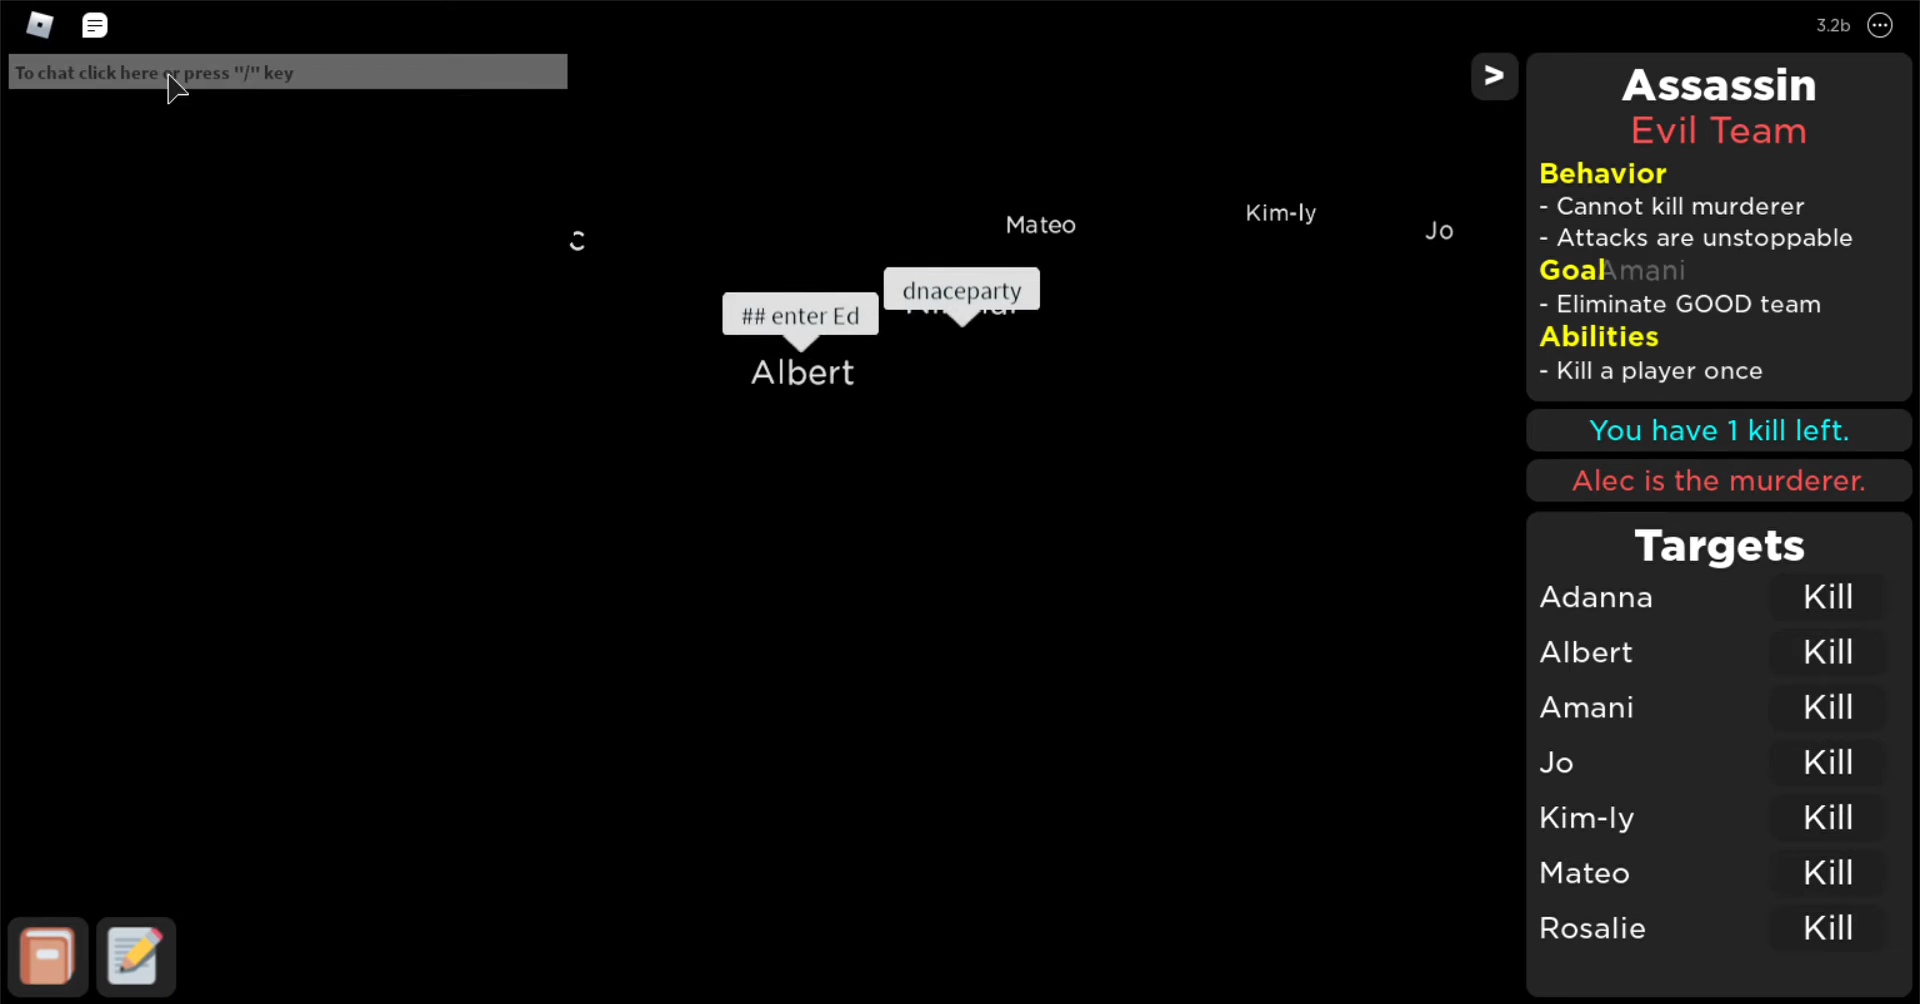 3.2b
To chat click here or press "/" key
>
Assassin
Evil Team
Behavior
- Cannot kill murderer
- Attacks are unstoppable
Goal
Amani
- Eliminate GOOD team
Abilities
- Kill a player once
You have 1 kill left.
Alec is the murderer.
Targets
Adanna Kill
Albert Kill
Amani Kill
Jo Kill
Kim-ly Kill
Mateo Kill
Rosalie Kill
Mateo
Kim-ly
Jo
dnaceparty
## enter Ed
Albert